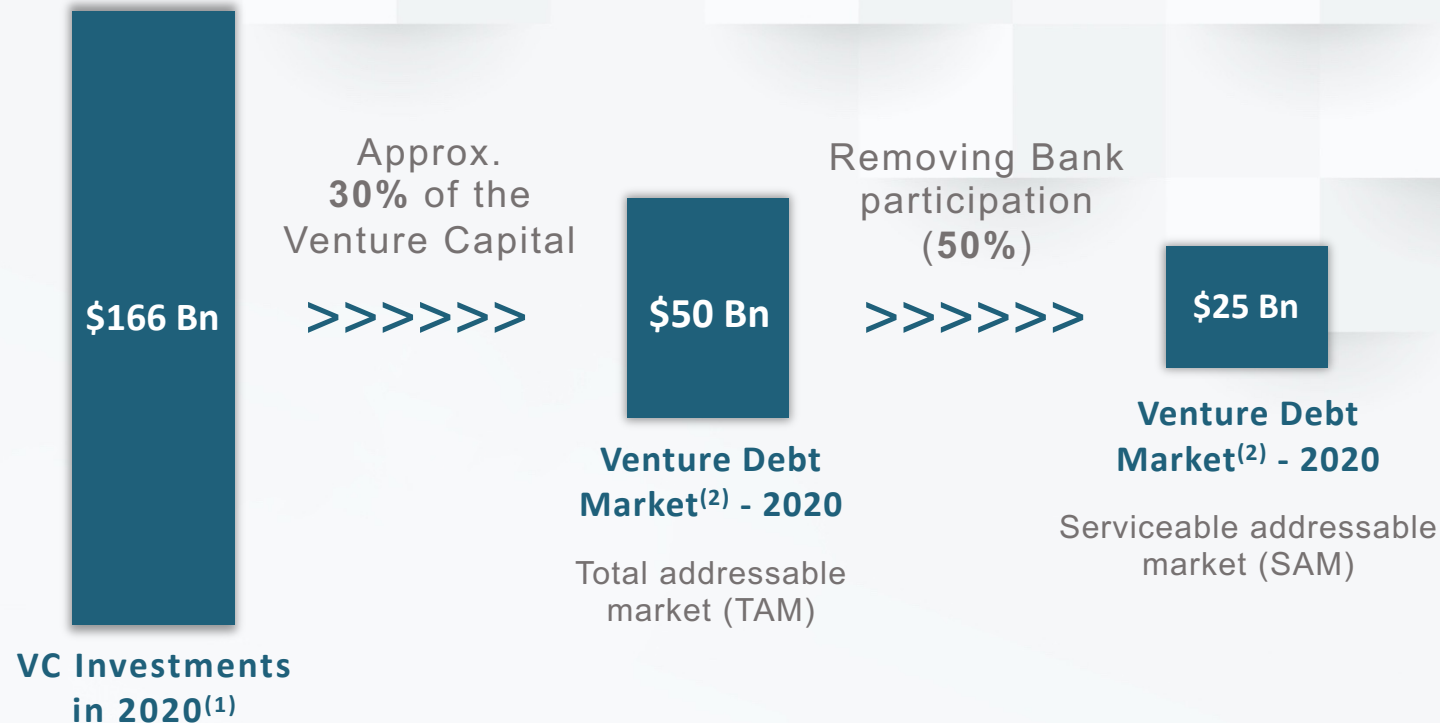 $166 Bn
VC Investments
in 2020(1)
Approx.
30% of the
Venture Capital
>>>>>>
$50 Bn
Venture Debt
Market(2) - 2020
Total addressable
market (TAM)
Removing Bank
participation
(50%)
>>>>>>
$25 Bn
Venture Debt
Market(2) - 2020
Serviceable addressable
market (SAM)